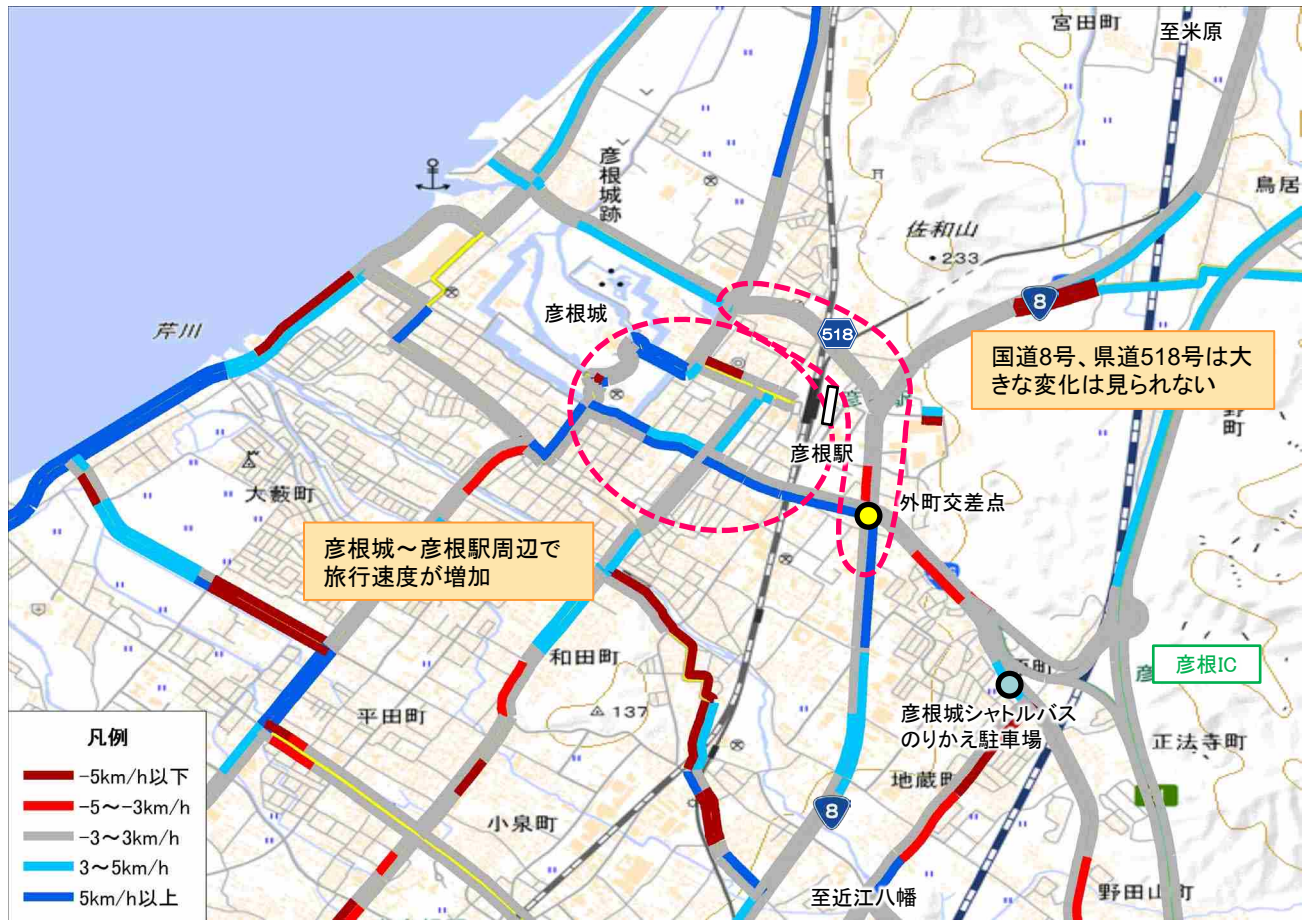 宮田町
至米原
鳥居
彦根城跡
佐和山
233
芹川
彦根城
518
8
国道8号、県道518号は大
きな変化は見られない
野町
彦根駅
大藪町
外町交差点
彦根城～彦根駅周辺で
旅行速度が増加
和田町
彦根IC
137
平田町
彦根城シャトルバス
のりかえ駐車場
正法寺町
地蔵町
凡例
-5km/h以下
-5～-3km/h
-3～3km/h
3～5km/h
5km/h以上
小泉町
8
至近江八幡
野田山町